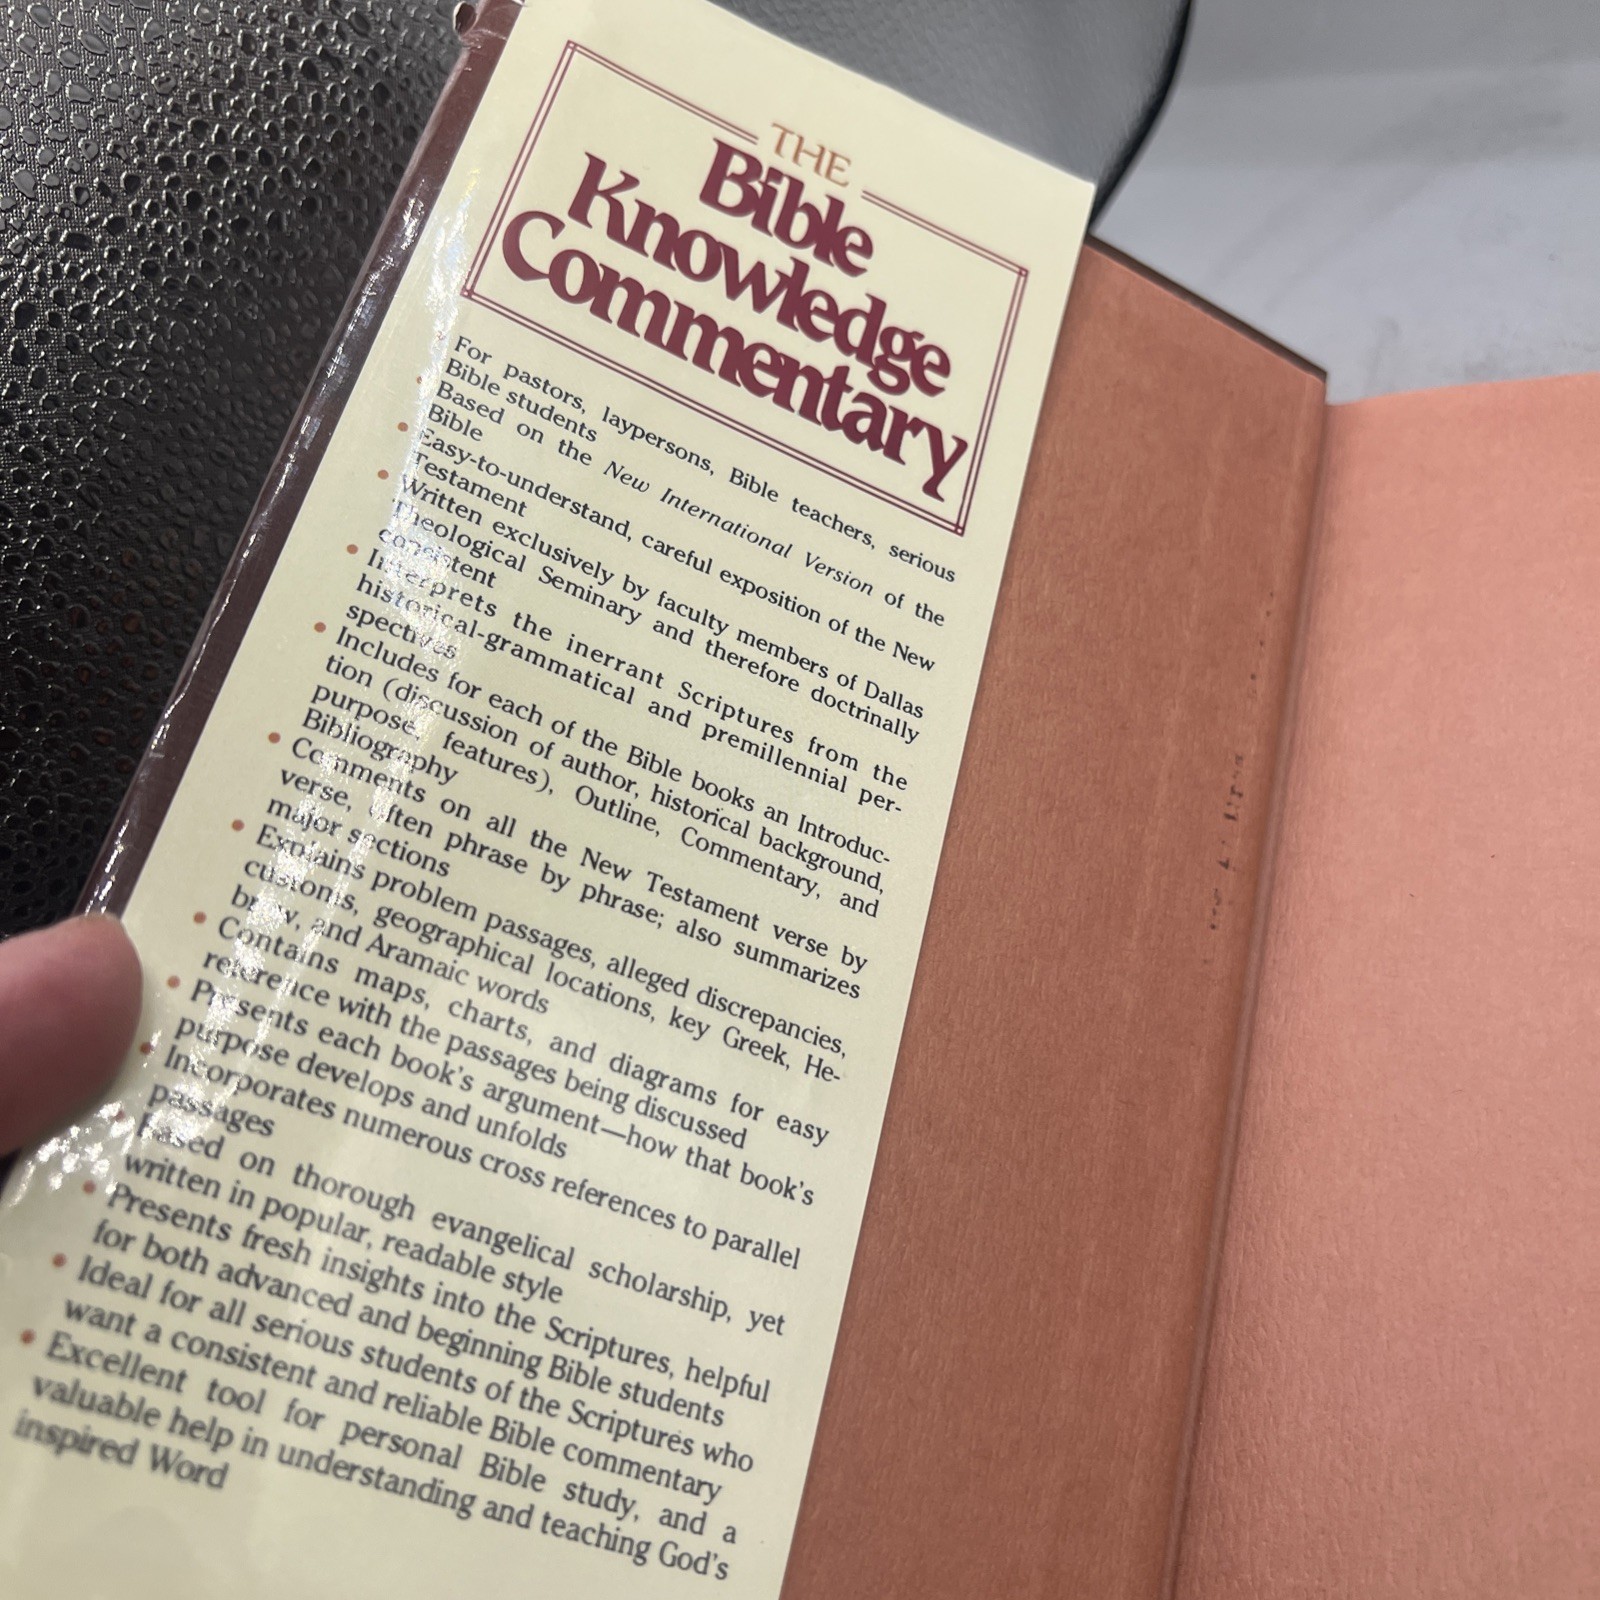 THE
Bible
Knowledge
Commentary
For pastors, laypersons, Bible teachers, serious
Bible students
• Based on the New International Version of the
Bible
• Easy-to-understand, careful exposition of the New
Testament
• Written exclusively by faculty members of Dallas
Theological Seminary and therefore doctrinally
consistent
• Interprets the inerrant Scriptures from the
historical-grammatical and premillennial per-
spectives
• Includes for each of the Bible books an Introduc-
tion (discussion of author, historical background,
purpose, features), Outline, Commentary, and
Bibliography
• Comments on all the New Testament verse by
verse, often phrase by phrase; also summarizes
major sections
• Explains problem passages, alleged discrepancies,
customs, geographical locations, key Greek, He-
brew, and Aramaic words
• Contains maps, charts, and diagrams for easy
reference with the passages being discussed
• Presents each book's argument—how that book's
purpose develops and unfolds
• Incorporates numerous cross references to parallel
passages
• Based on thorough evangelical scholarship, yet
written in popular, readable style
• Presents fresh insights into the Scriptures, helpful
for both advanced and beginning Bible students
• Ideal for all serious students of the Scriptures who
want a consistent and reliable Bible commentary
• Excellent tool for personal Bible study, and a
valuable help in understanding and teaching God's
inspired Word